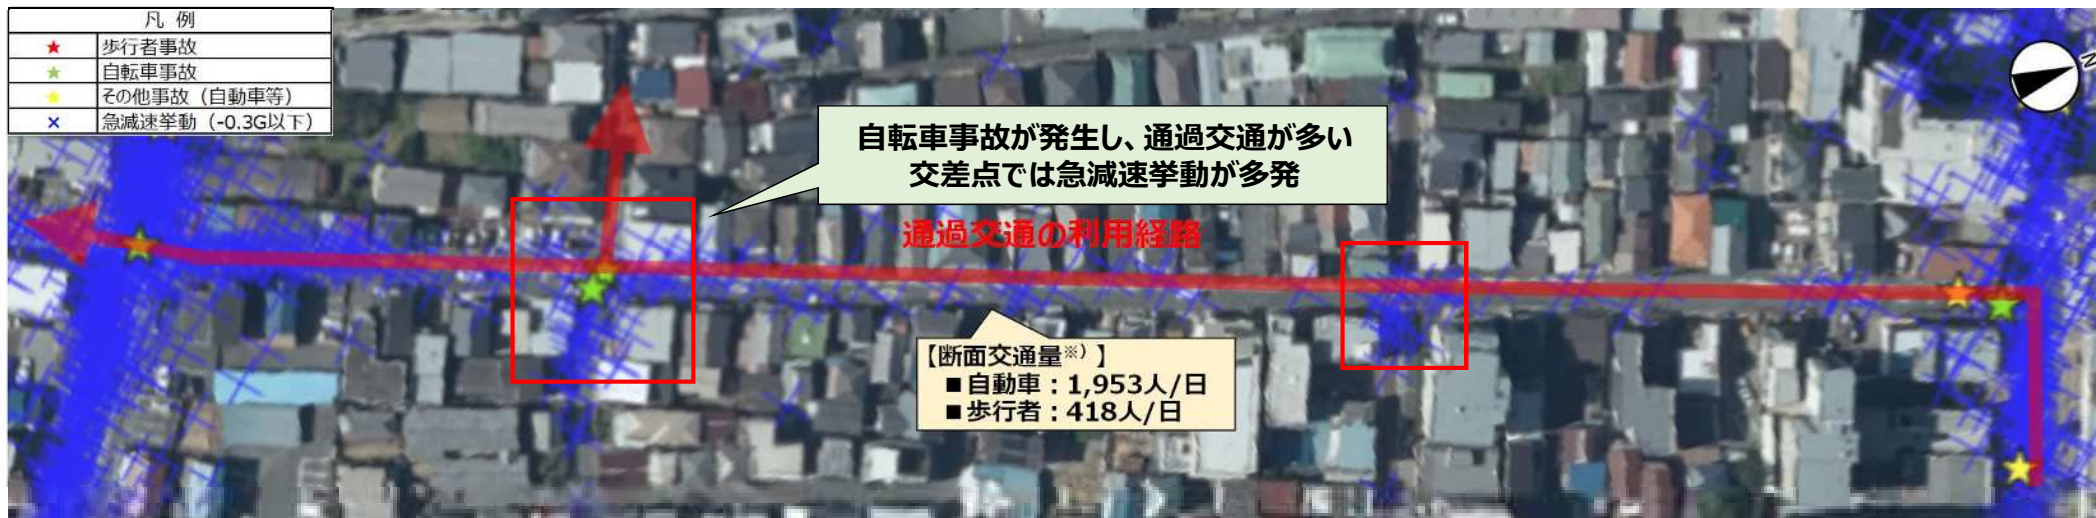 凡 例
★ 歩行者事故
★ 自転車事故
★ その他事故（自動車等）
× 急減速挙動（-0.3G以下）
N
自転車事故が発生し、通過交通が多い
交差点では急減速挙動が多発
通過交通の利用経路
【断面交通量※）】
■自動車：1,953人/日
■歩行者：418人/日